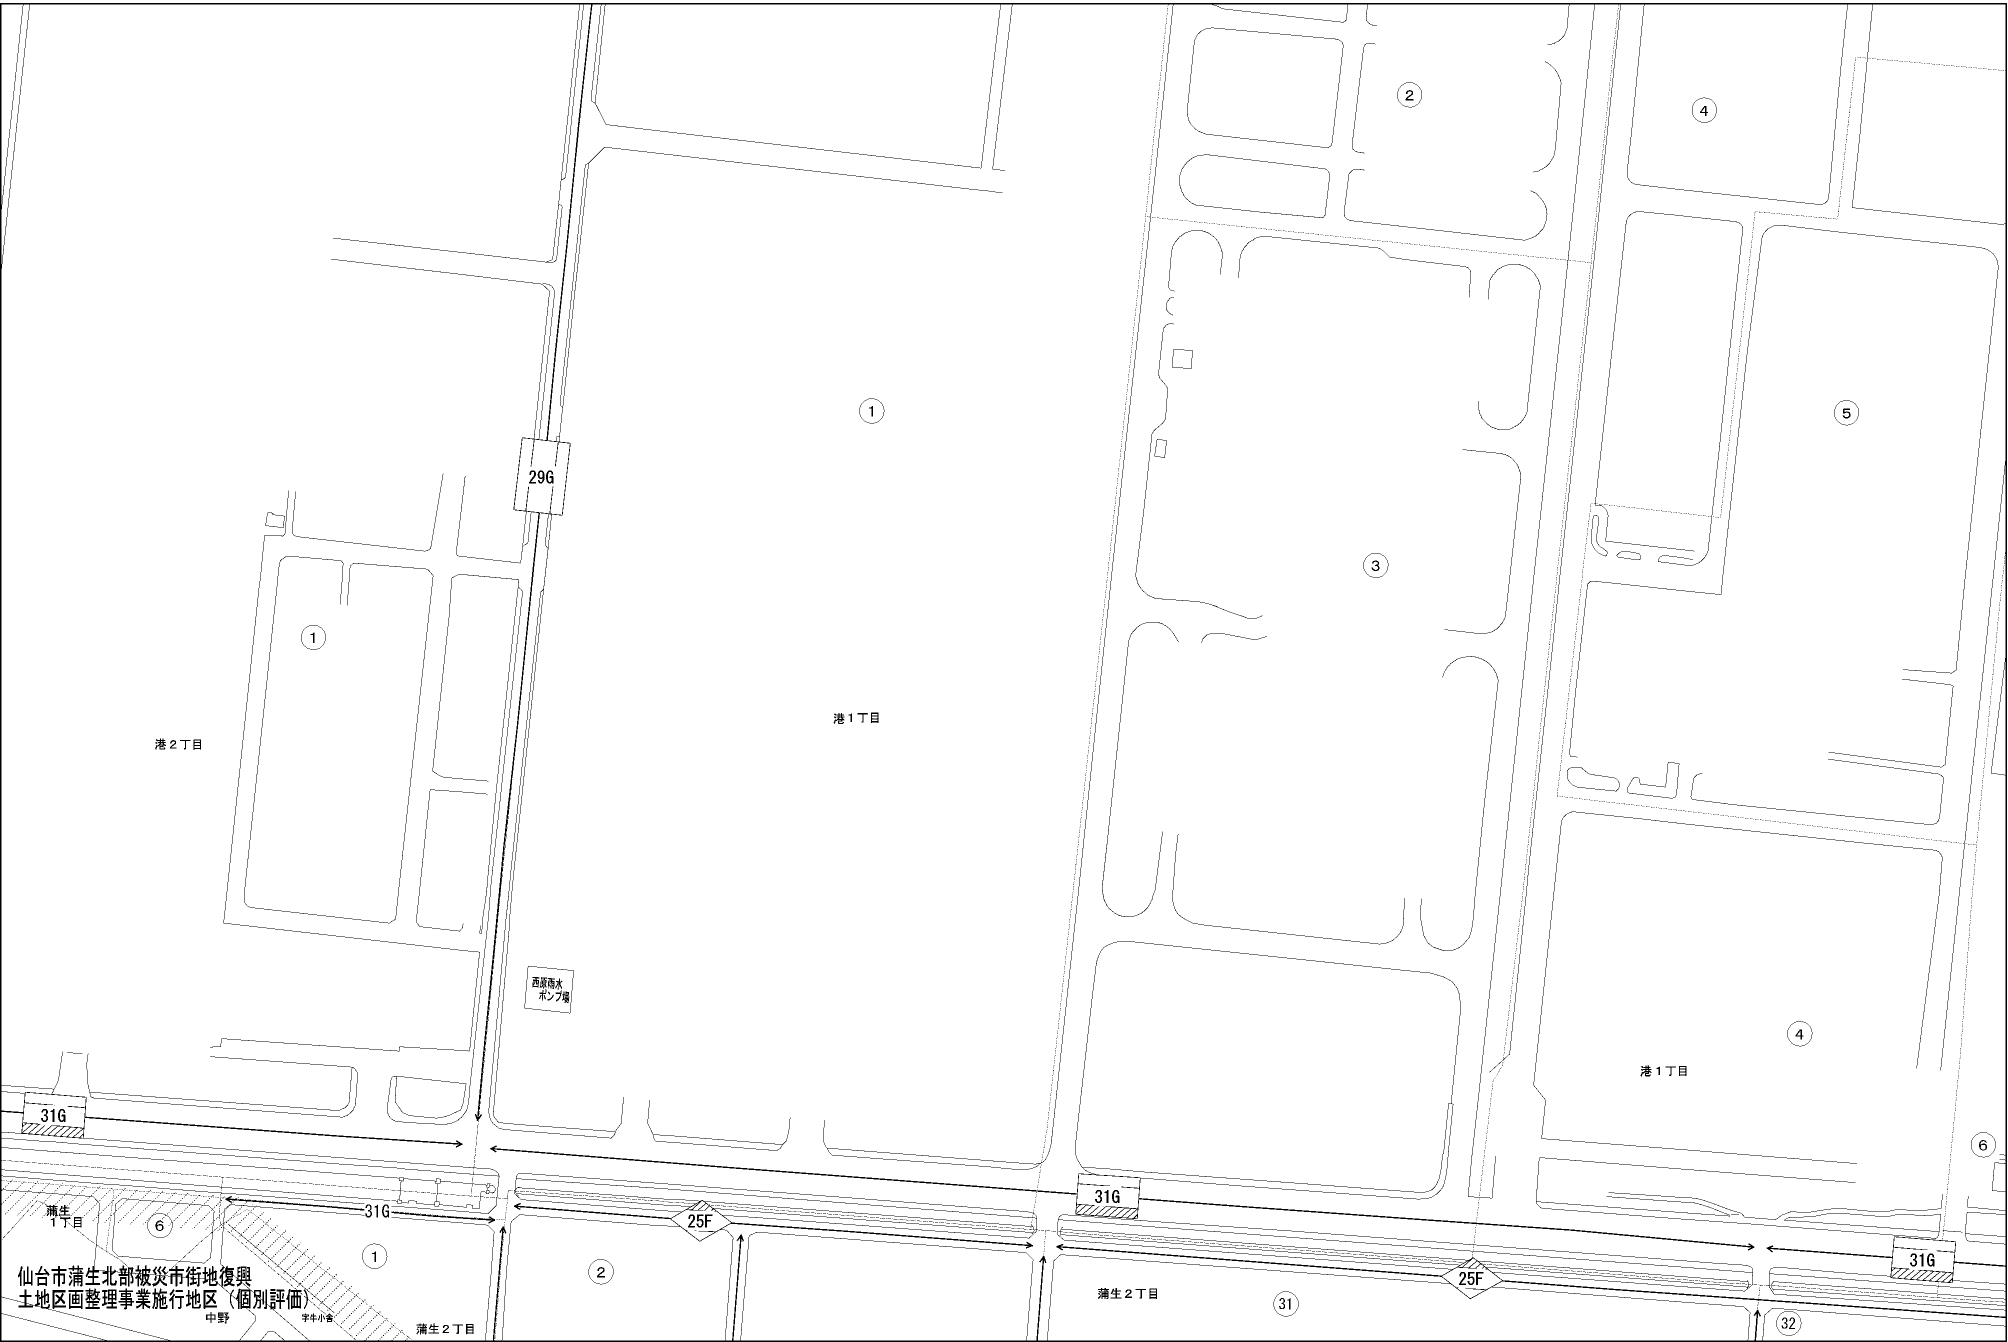 ②
④
①
⑤
29G
③
①
港１丁目
港２丁目
西原雨水
ポンプ場
④
港１丁目
31G
⑥
31G
31G
蒲生
１丁目
⑥
25F
31G
①
②
25F
仙台市蒲生北部被災市街地復興
土地区画整理事業施行地区（個別評価）
中野
字牛小舎
蒲生２丁目
蒲生２丁目
㉛
㉜